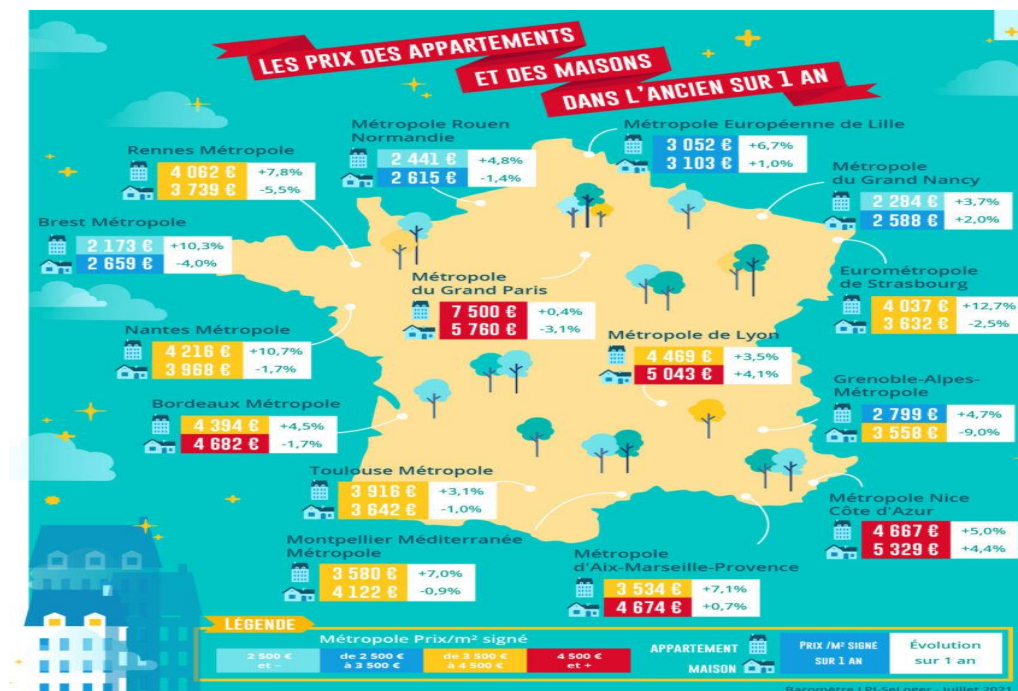 LES PRIX DES APPARTEMENTS
ET DES MAISONS
DANS L'ANCIEN SUR 1 AN
Métropole Rouen
Normandie
2 441 € +4,8%
2 615 € -1,4%
Métropole Européenne de Lille
3 052 € +6,7%
3 103 € +1,0%
Rennes Métropole
4 062 € +7,8%
3 739 € -5,5%
Métropole
du Grand Nancy
2 284 € +3,7%
2 588 € +2,0%
Brest Métropole
2 173 € +10,3%
2 659 € -4,0%
Métropole
du Grand Paris
7 500 € +0,4%
5 760 € -3,1%
Eurométropole
de Strasbourg
4 037 € +12,7%
3 632 € -2,5%
Nantes Métropole
4 216 € +10,7%
3 968 € -1,7%
Métropole de Lyon
4 469 € +3,5%
5 043 € +4,1%
Grenoble-Alpes-
Métropole
2 799 € +4,7%
3 558 € -9,0%
Bordeaux Métropole
4 394 € +4,5%
4 682 € -1,7%
Toulouse Métropole
3 916 € +3,1%
3 642 € -1,0%
Métropole Nice
Côte d'Azur
4 667 € +5,0%
5 329 € +4,4%
Montpellier Méditerranée
Métropole
3 580 € +7,0%
4 122 € -0,9%
Métropole
d'Aix-Marseille-Provence
3 534 € +7,1%
4 674 € +0,7%
LÉGENDE
Métropole Prix/m² signé
2 500 €
et -
de 2 500 €
à 3 500 €
de 3 500 €
à 4 500 €
4 500 €
et +
APPARTEMENT
MAISON
PRIX /M² SIGNÉ
SUR 1 AN
Évolution
sur 1 an
Baromètre LPI-SeLoger - Juillet 2021